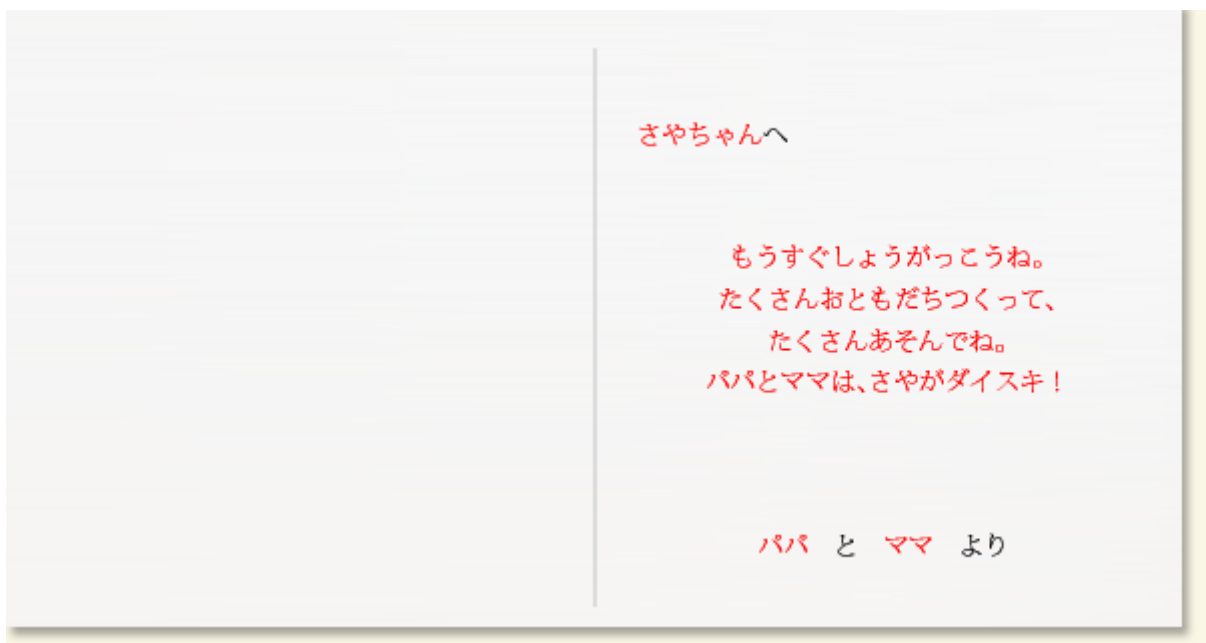 さやちゃんへ
もうすぐしょうがっこうね。
たくさんおともだちつくって、
たくさんあそんでね。
パパとママは、さやがダイスキ！
パパ と ママ より